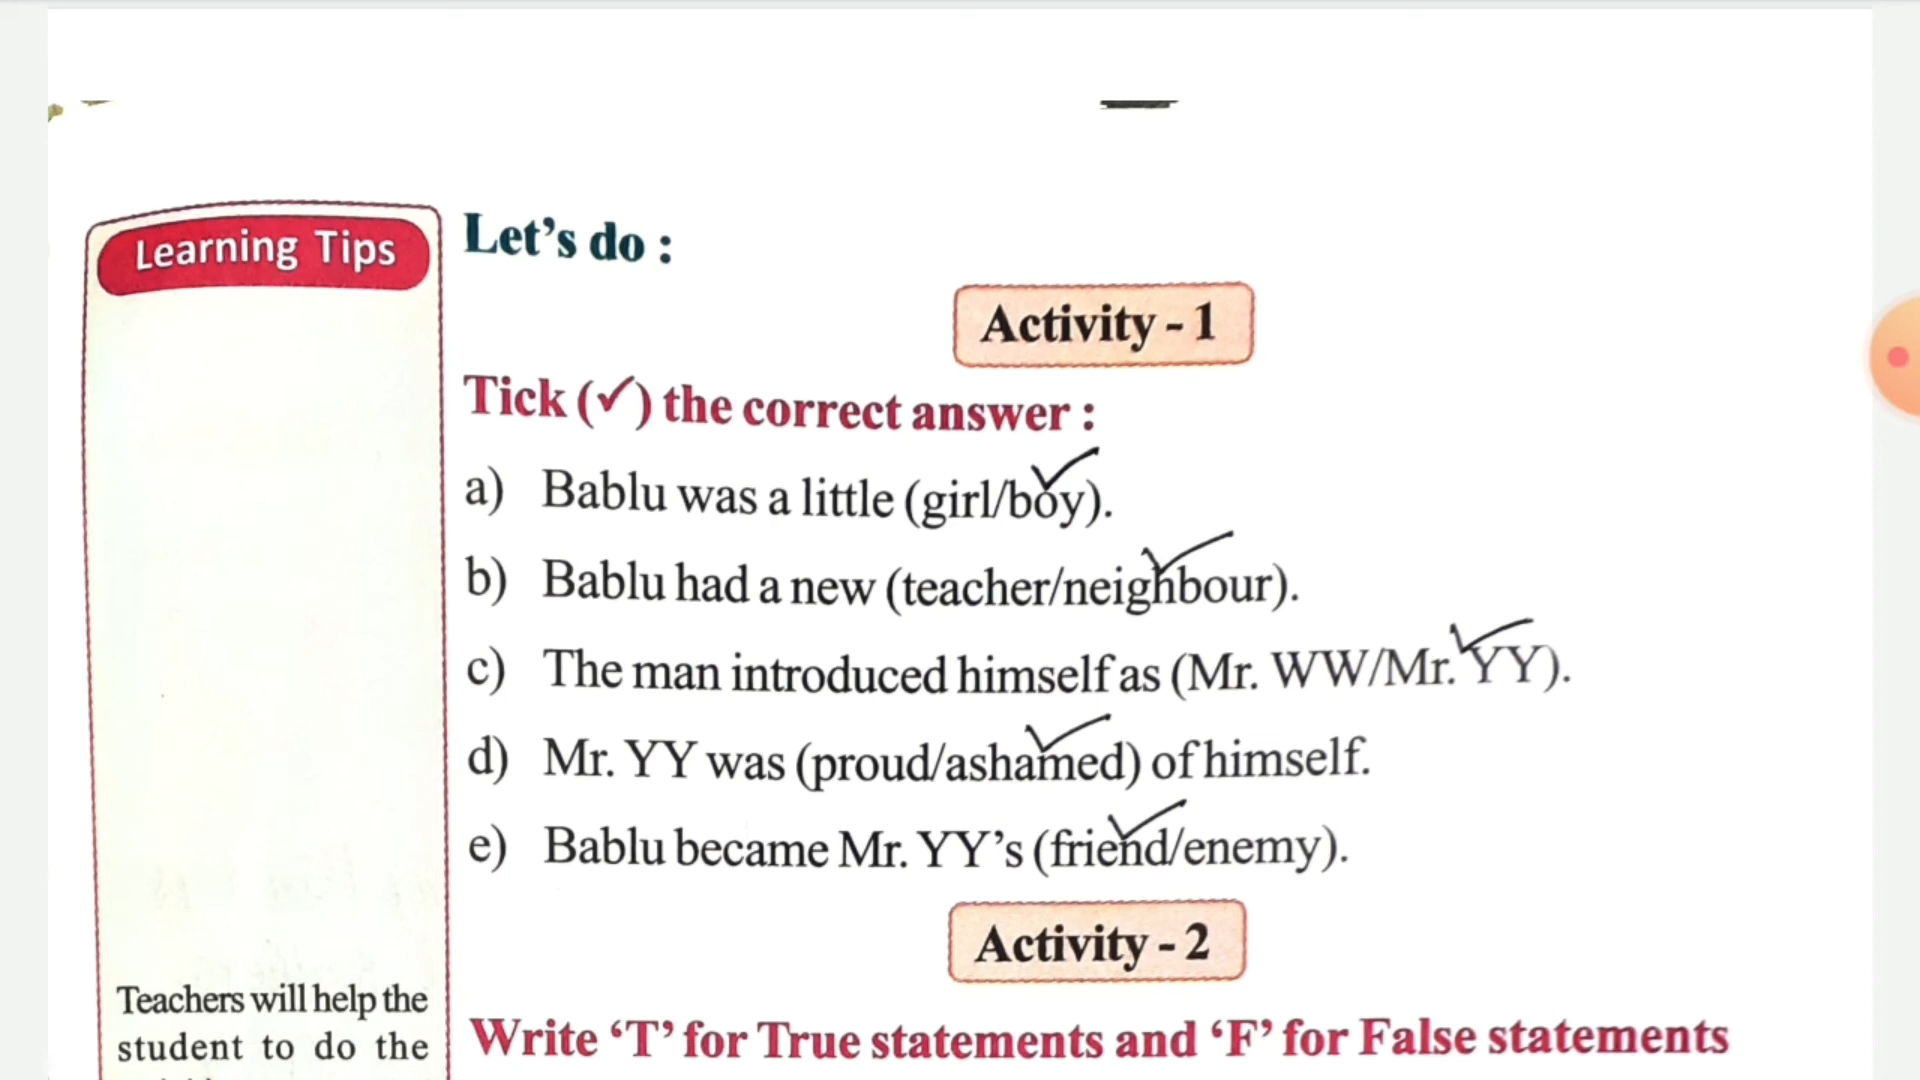 Learning Tips
Let's do :
Activity - 1
Tick (✓) the correct answer :
a) Bablu was a little (girl/boy).
b) Bablu had a new (teacher/neighbour).
c) The man introduced himself as (Mr. WW/Mr. YY).
d) Mr. YY was (proud/ashamed) of himself.
e) Bablu became Mr. YY's (friend/enemy).
Activity - 2
Teachers will help the
student to do the
Write 'T' for True statements and 'F' for False statements